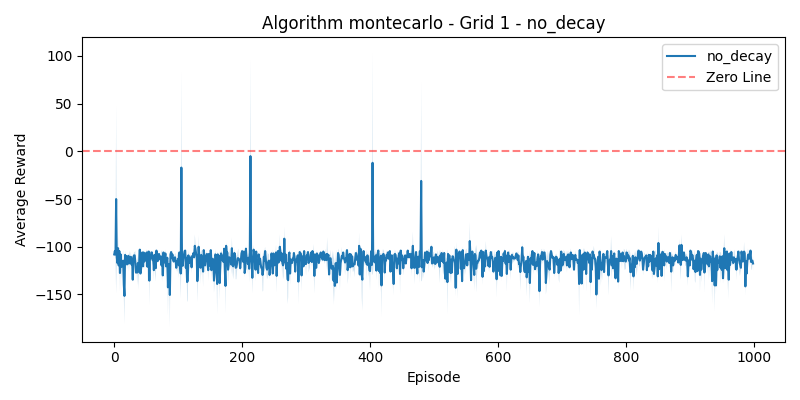 Algorithm montecarlo - Grid 1 - no_decay
100
50
0
−50
−100
−150
Average Reward
no_decay
Zero Line
0
200
400
600
800
1000
Episode